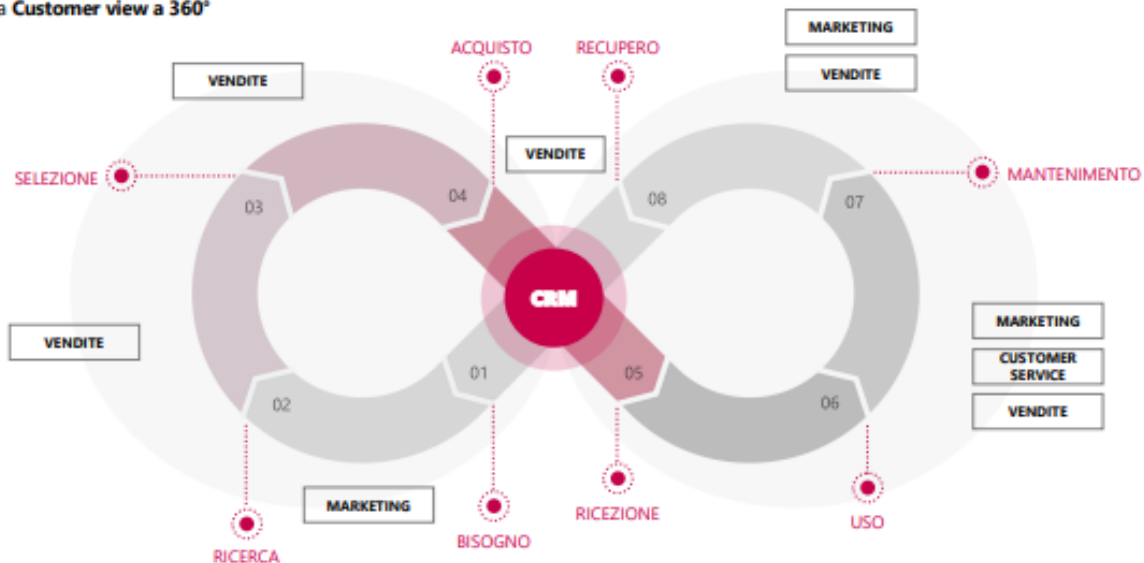 a Customer view a 360°
MARKETING
ACQUISTO
RECUPERO
VENDITE
VENDITE
VENDITE
SELEZIONE
MANTENIMENTO
04
08
03
07
CRM
MARKETING
VENDITE
CUSTOMER
SERVICE
01
05
02
06
VENDITE
MARKETING
RICEZIONE
USO
BISOGNO
RICERCA